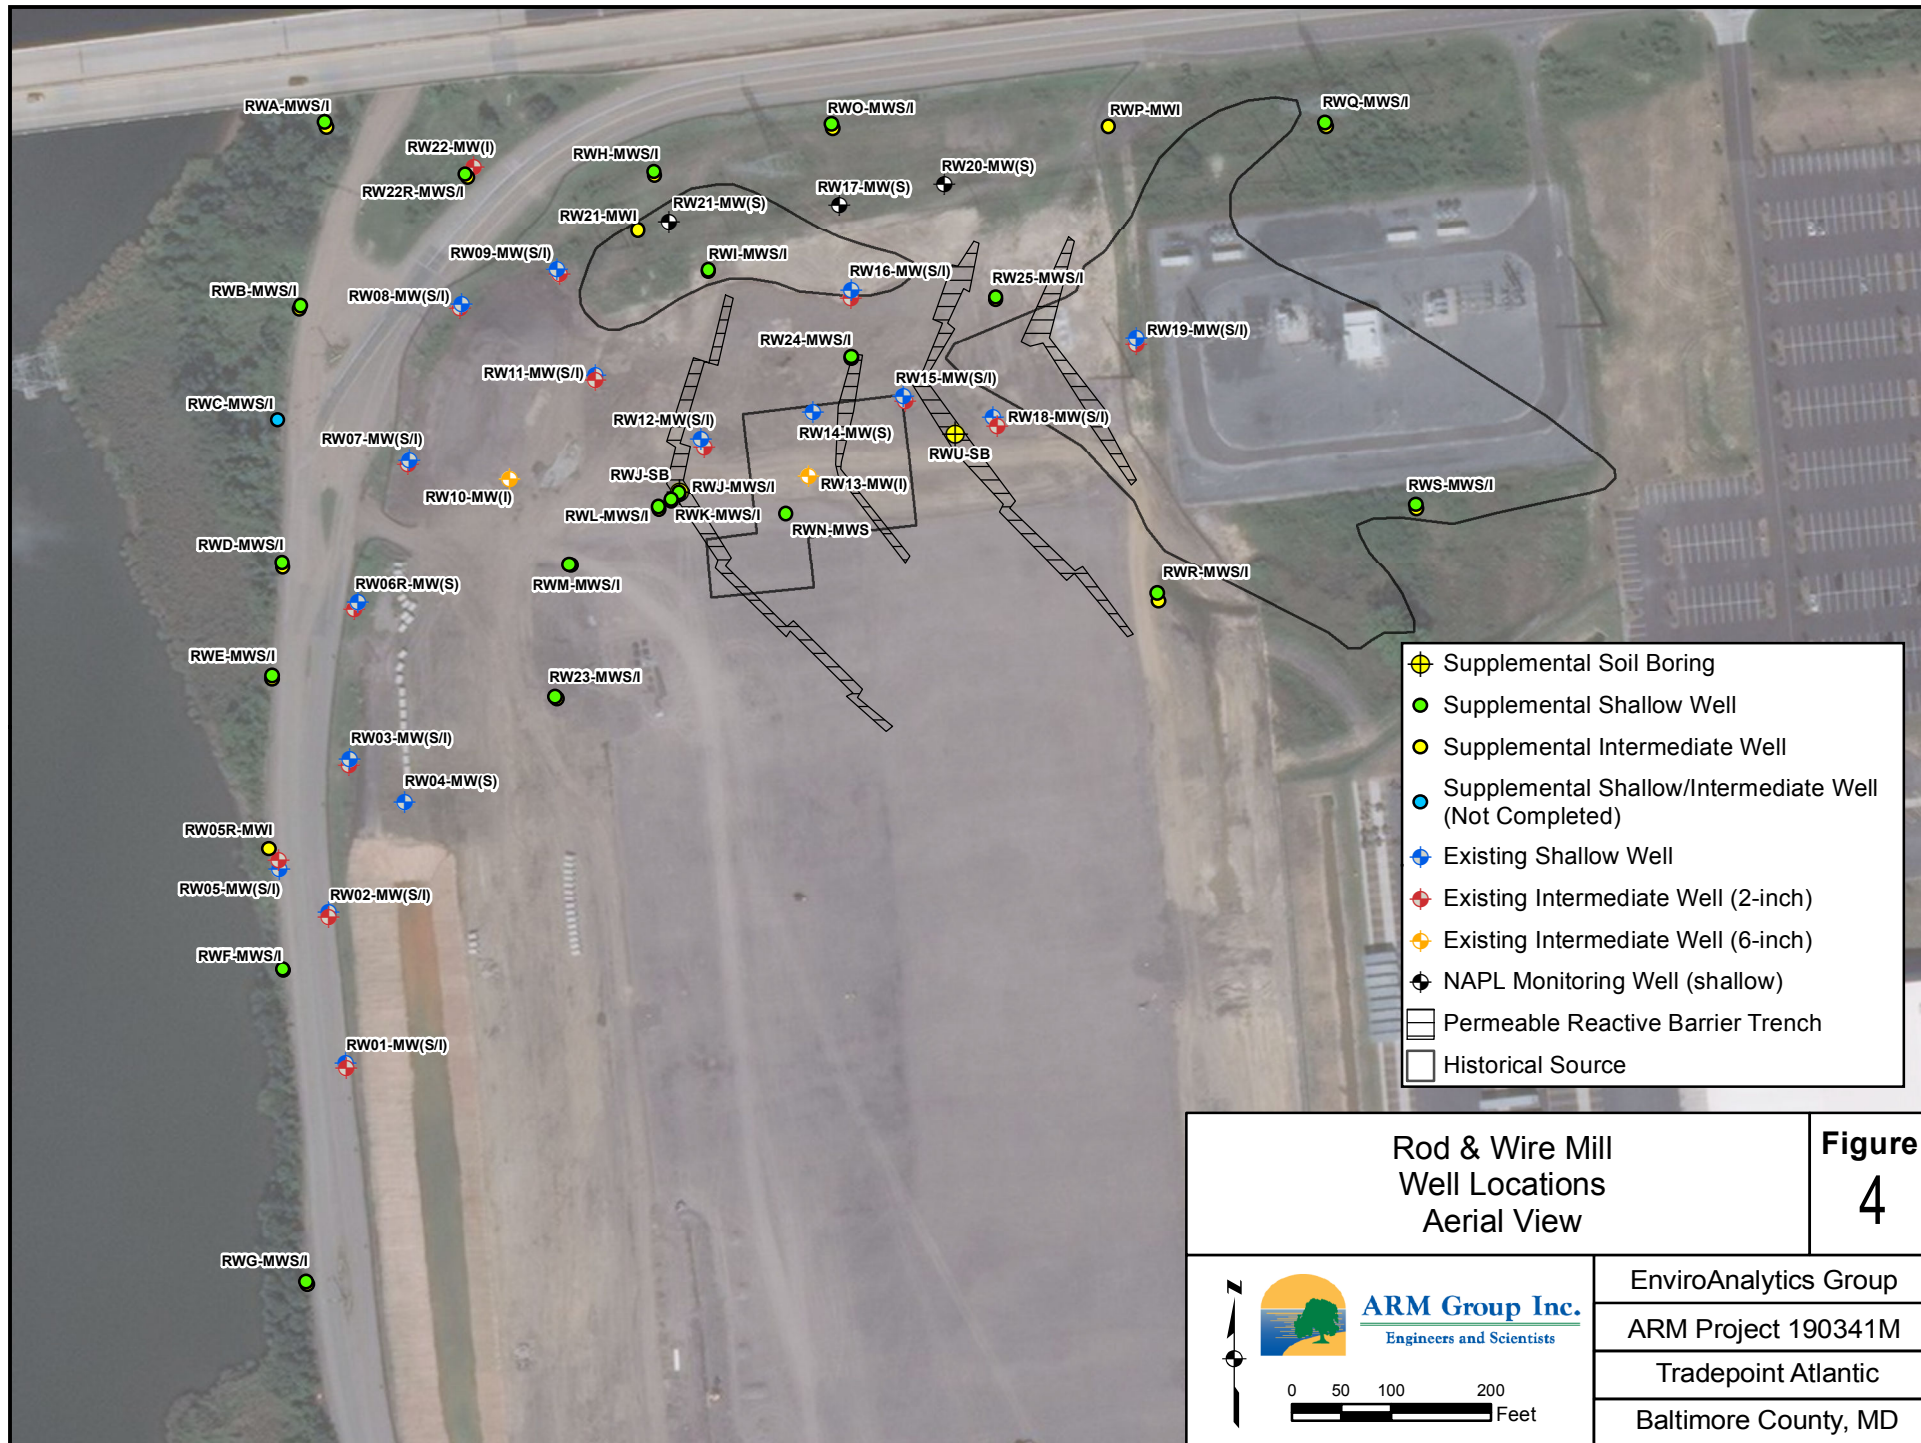 RWA-MWS/I
RWO-MWS/I
RWP-MWI
RWQ-MWS/I
RW22-MW(I)
RWH-MWS/I
RW20-MW(S)
RW22R-MWS/I
RW17-MW(S)
RW21-MWI
RW21-MW(S)
RW09-MW(S/I)
RWI-MWS/I
RW16-MW(S/I)
RW25-MWS/I
RWB-MWS/I
RW08-MW(S/I)
RW19-MW(S/I)
RW24-MWS/I
RW11-MW(S/I)
RW15-MW(S/I)
RWC-MWS/I
RW12-MW(S/I)
RW14-MW(S)
RW18-MW(S/I)
RW07-MW(S/I)
RWU-SB
RWJ-SB
RWJ-MWS/I
RW13-MW(I)
RWS-MWS/I
RW10-MW(I)
RWL-MWS/I
RWK-MWS/I
RWN-MWS
RWD-MWS/I
RW06R-MW(S)
RWM-MWS/I
RWR-MWS/I
RWE-MWS/I
RW23-MWS/I
RW03-MW(S/I)
RW04-MW(S)
RW05R-MWI
RW05-MW(S/I)
RW02-MW(S/I)
RWF-MWS/I
RW01-MW(S/I)
RWG-MWS/I
Supplemental Soil Boring
Supplemental Shallow Well
Supplemental Intermediate Well
Supplemental Shallow/Intermediate Well
(Not Completed)
Existing Shallow Well
Existing Intermediate Well (2-inch)
Existing Intermediate Well (6-inch)
NAPL Monitoring Well (shallow)
Permeable Reactive Barrier Trench
Historical Source
Rod & Wire Mill
Well Locations
Aerial View
Figure
4
N
ARM Group Inc.
Engineers and Scientists
0 50 100 200
Feet
EnviroAnalytics Group
ARM Project 190341M
Tradepoint Atlantic
Baltimore County, MD